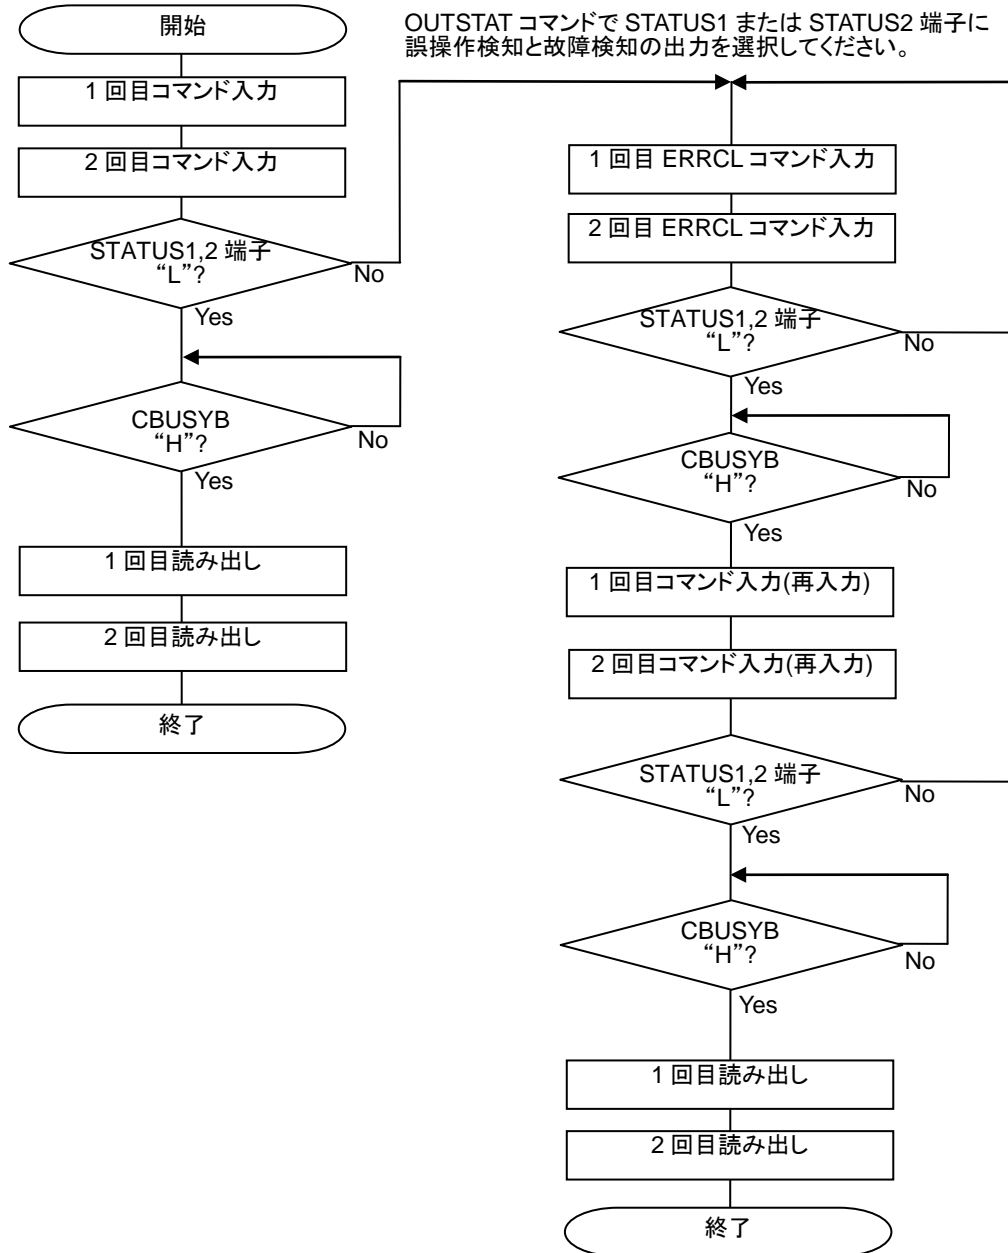 開始
1 回目コマンド入力
2 回目コマンド入力
STATUS1,2 端子
“L”?
No
Yes
CBUSYB
“H”?
No
Yes
1 回目読み出し
2 回目読み出し
終了
OUTSTAT コマンドで STATUS1 または STATUS2 端子に
誤操作検知と故障検知の出力を選択してください。
1 回目 ERRCL コマンド入力
2 回目 ERRCL コマンド入力
STATUS1,2 端子
“L”?
No
Yes
CBUSYB
“H”?
No
Yes
1 回目コマンド入力(再入力)
2 回目コマンド入力(再入力)
STATUS1,2 端子
“L”?
No
Yes
CBUSYB
“H”?
No
Yes
1 回目読み出し
2 回目読み出し
終了